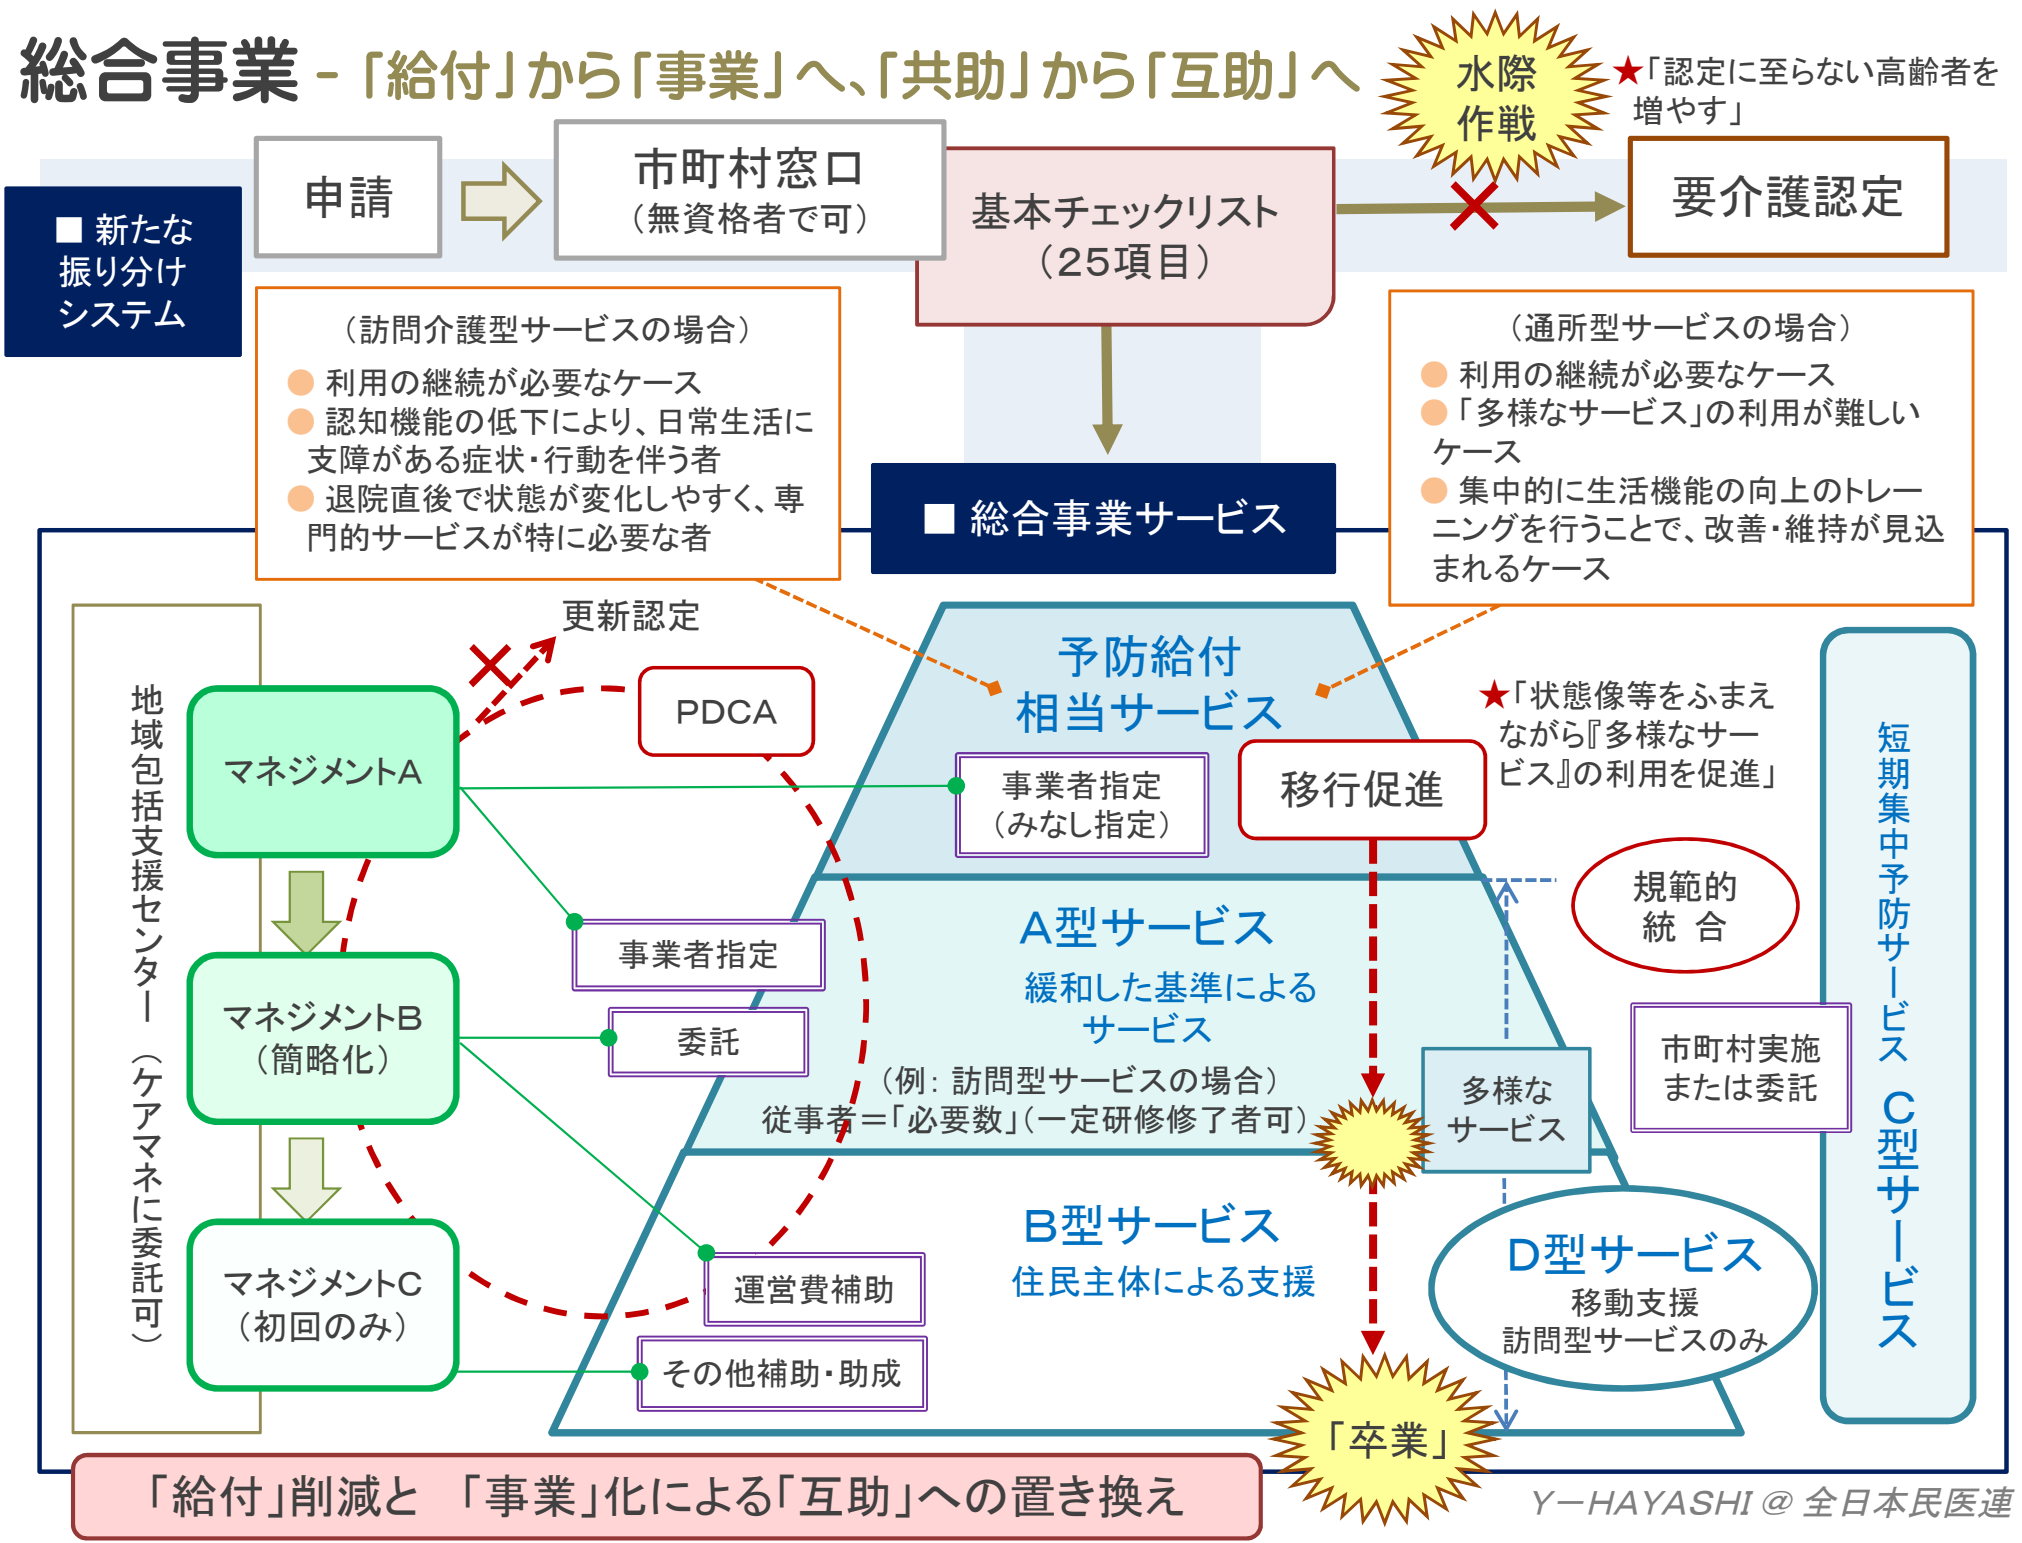 総合事業 -「給付」から「事業」へ、「共助」から「互助」へ
水際
作戦
★「認定に至らない高齢者を
増やす」
■ 新たな
振り分け
システム
申請
市町村窓口
（無資格者で可）
基本チェックリスト
（２５項目）
要介護認定
（訪問介護型サービスの場合）
● 利用の継続が必要なケース
● 認知機能の低下により、日常生活に
支障がある症状・行動を伴う者
● 退院直後で状態が変化しやすく、専
門的サービスが特に必要な者
（通所型サービスの場合）
● 利用の継続が必要なケース
● 「多様なサービス」の利用が難しい
ケース
● 集中的に生活機能の向上のトレー
ニングを行うことで、改善・維持が見込
まれるケース
■ 総合事業サービス
地域包括支援センター（ケアマネに委託可）
更新認定
PDCA
マネジメントＡ
マネジメントＢ
（簡略化）
マネジメントＣ
（初回のみ）
予防給付
相当サービス
事業者指定
（みなし指定）
移行促進
★「状態像等をふまえ
ながら『多様なサー
ビス』の利用を促進」
事業者指定
委託
運営費補助
その他補助・助成
Ａ型サービス
緩和した基準による
サービス
（例：訪問型サービスの場合）
従事者＝「必要数」（一定研修修了者可）
規範的
統 合
多様な
サービス
市町村実施
または委託
Ｂ型サービス
住民主体による支援
Ｄ型サービス
移動支援
訪問型サービスのみ
短期集中予防サービス Ｃ型サービス
「卒業」
「給付」削減と 「事業」化による「互助」への置き換え
Ｙ－ＨＡＹＡＳＨＩ＠全日本民医連